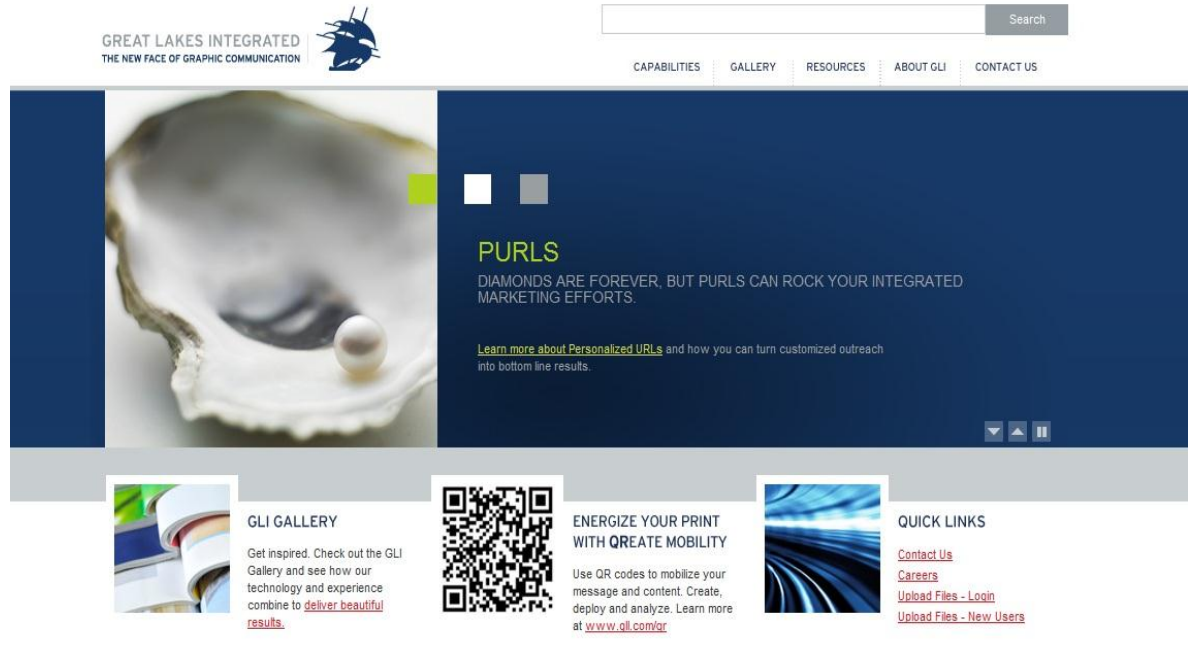 GREAT LAKES INTEGRATED
THE NEW FACE OF GRAPHIC COMMUNICATION
Search
CAPABILITIES
GALLERY
RESOURCES
ABOUT GLI
CONTACT US
PURLS
DIAMONDS ARE FOREVER, BUT PURLS CAN ROCK YOUR INTEGRATED
MARKETING EFFORTS.
Learn more about Personalized URLs and how you can turn customized outreach
into bottom line results.
GLI GALLERY
Get inspired. Check out the GLI
Gallery and see how our
technology and experience
combine to deliver beautiful
results.
ENERGIZE YOUR PRINT
WITH QREATE MOBILITY
Use QR codes to mobilize your
message and content. Create,
deploy and analyze. Learn more
at www.gll.com/qr
QUICK LINKS
Contact Us
Careers
Upload Files - Login
Upload Files - New Users